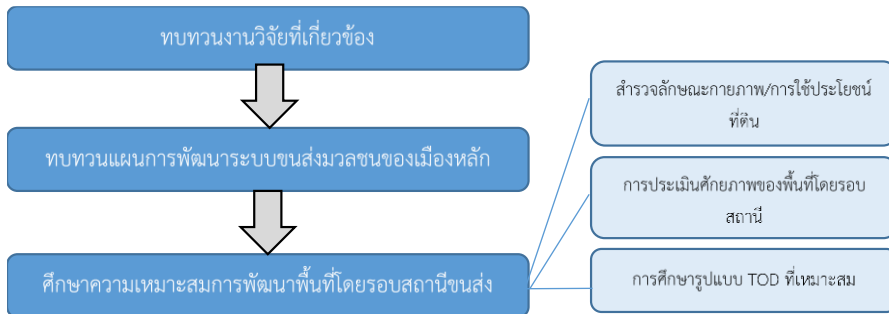 ทบทวนงานวิจัยที่เกี่ยวข้อง
ทบทวนแผนการพัฒนาระบบขนส่งมวลชนของเมืองหลัก
ศึกษาความเหมาะสมการพัฒนาพื้นที่โดยรอบสถานีขนส่ง
สำรวจลักษณะกายภาพ/การใช้ประโยชน์
ที่ดิน
การประเมินศักยภาพของพื้นที่โดยรอบ
สถานี
การศึกษารูปแบบ TOD ที่เหมาะสม